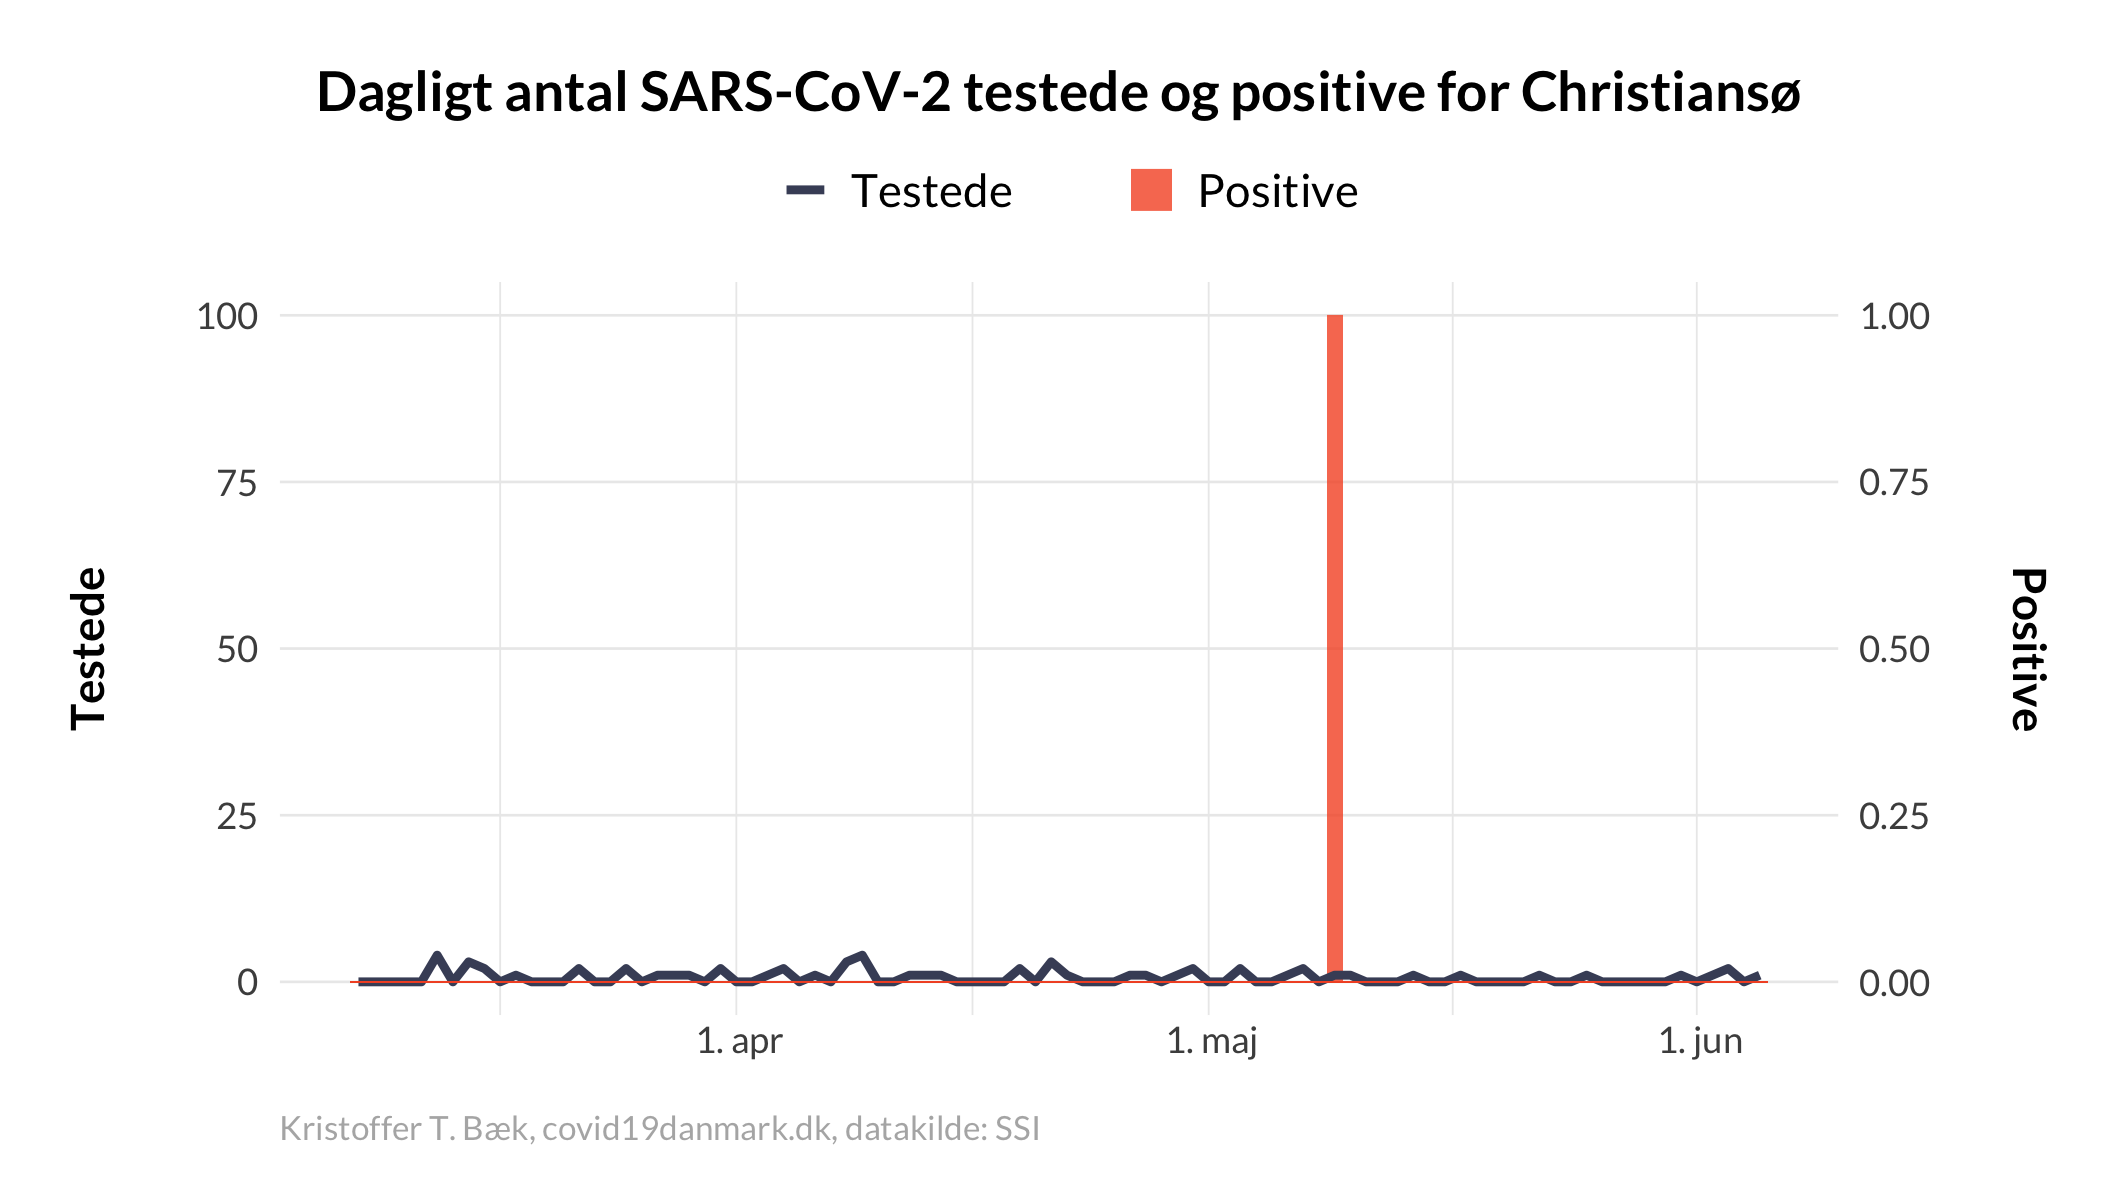 Dagligt antal SARS-CoV-2 testede og positive for Christiansø
Testede
Positive
100
75
50
25
0
1.00
0.75
0.50
0.25
0.00
Testede
Positive
1. apr
1. maj
1. jun
Kristoffer T. Bæk, covid19danmark.dk, datakilde: SSI